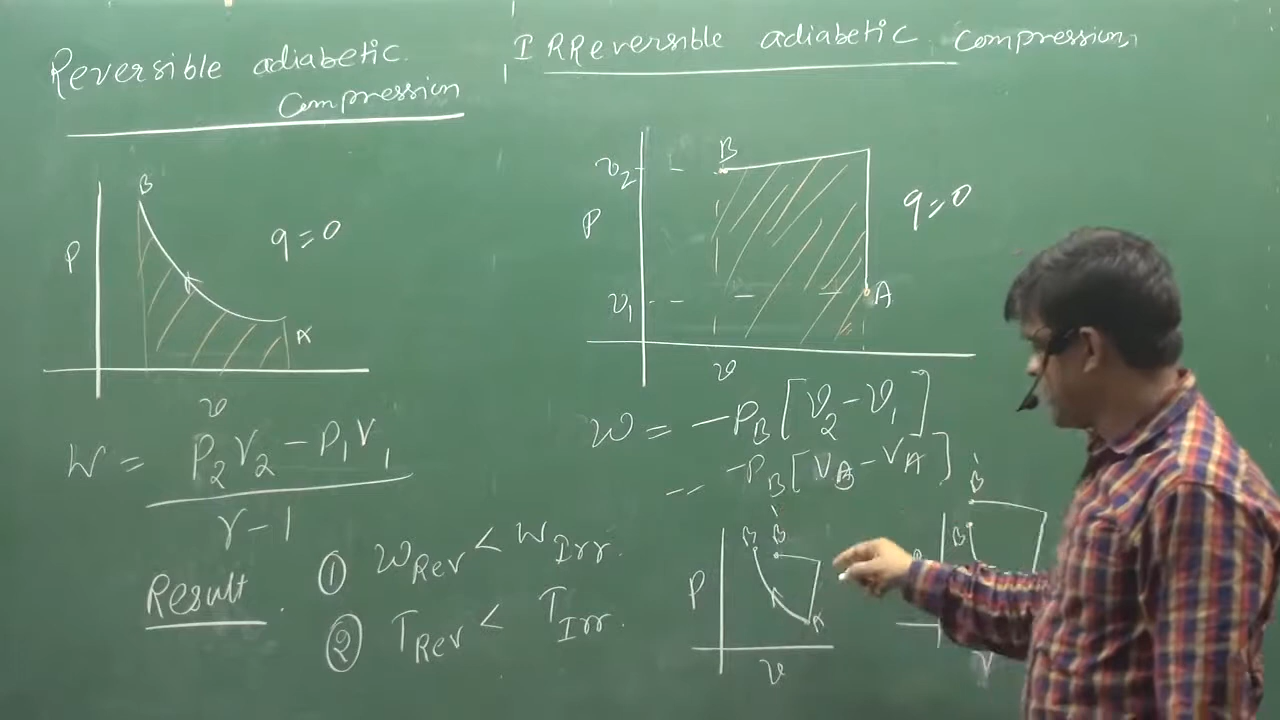 Reversible adiabetic
Compression
IRReversible adiabetic compression,
B
P
q=0
A
v
W = P2V2 - P1V1
r-1
B
v2
P
q=0
v1
A
v
w = -PB[v2-v1]
-- -PB[VB-VA]
Result
① WRev < WIrr.
② TRev < TIrr.
B B
P
A
v
B
B
V